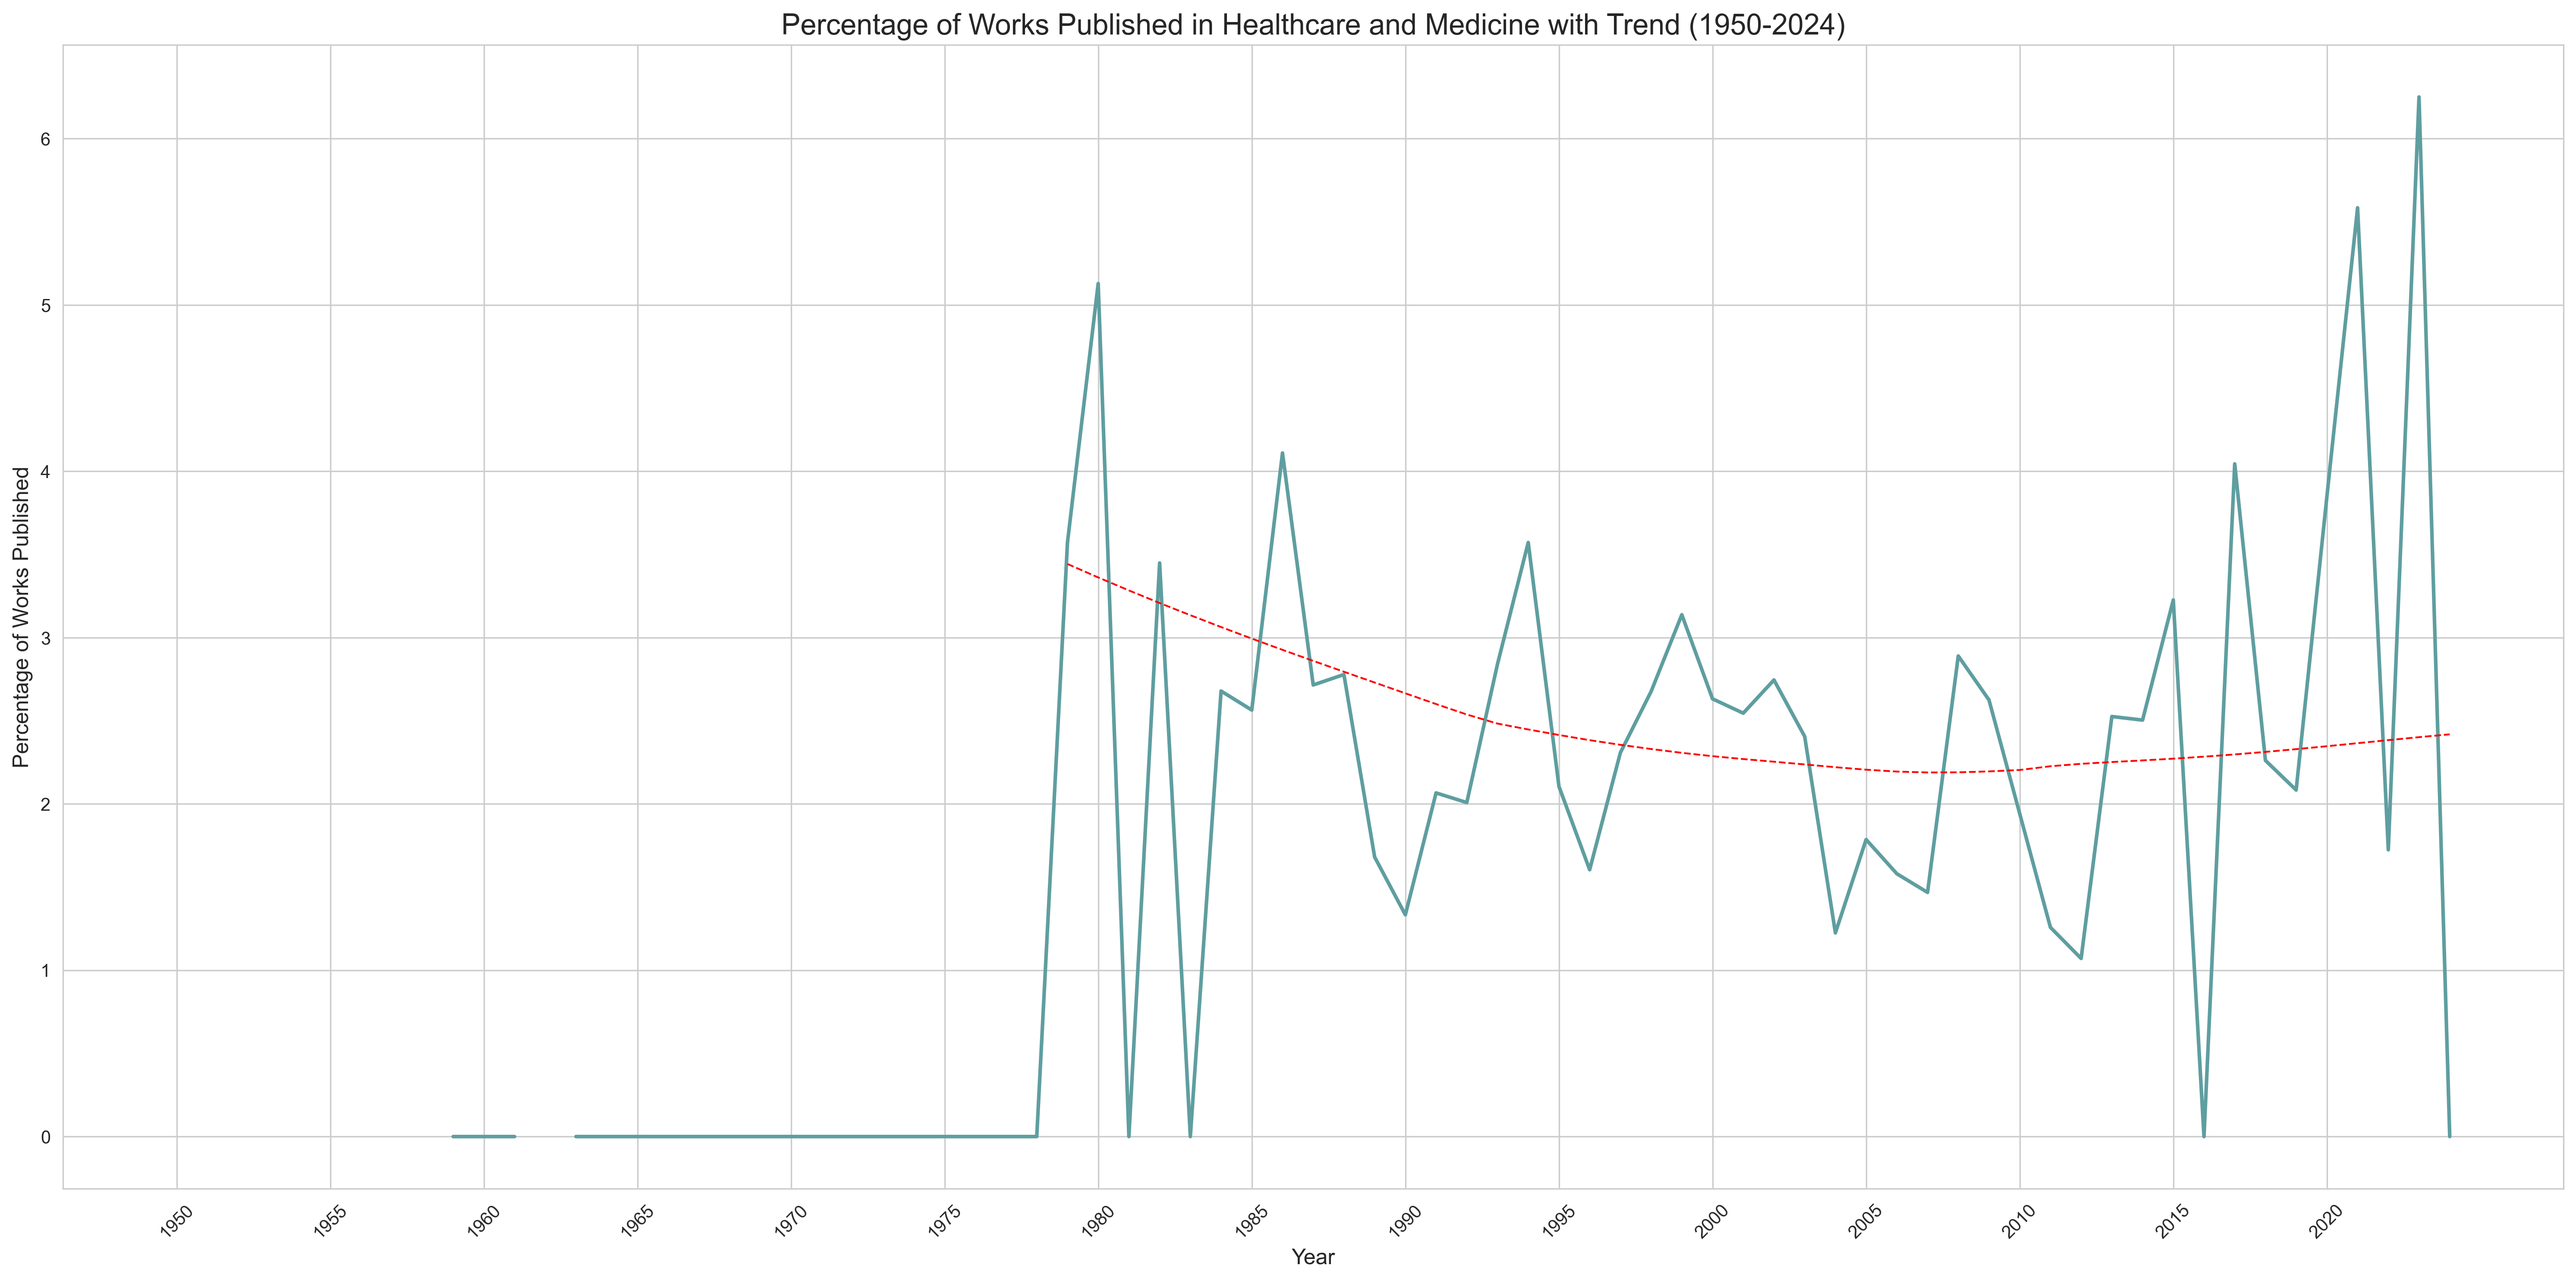 Percentage of Works Published in Healthcare and Medicine with Trend (1950-2024)
Percentage of Works Published
6
5
4
3
2
1
0
1950 1955 1960 1965 1970 1975 1980 1985 1990 1995 2000 2005 2010 2015 2020
Year